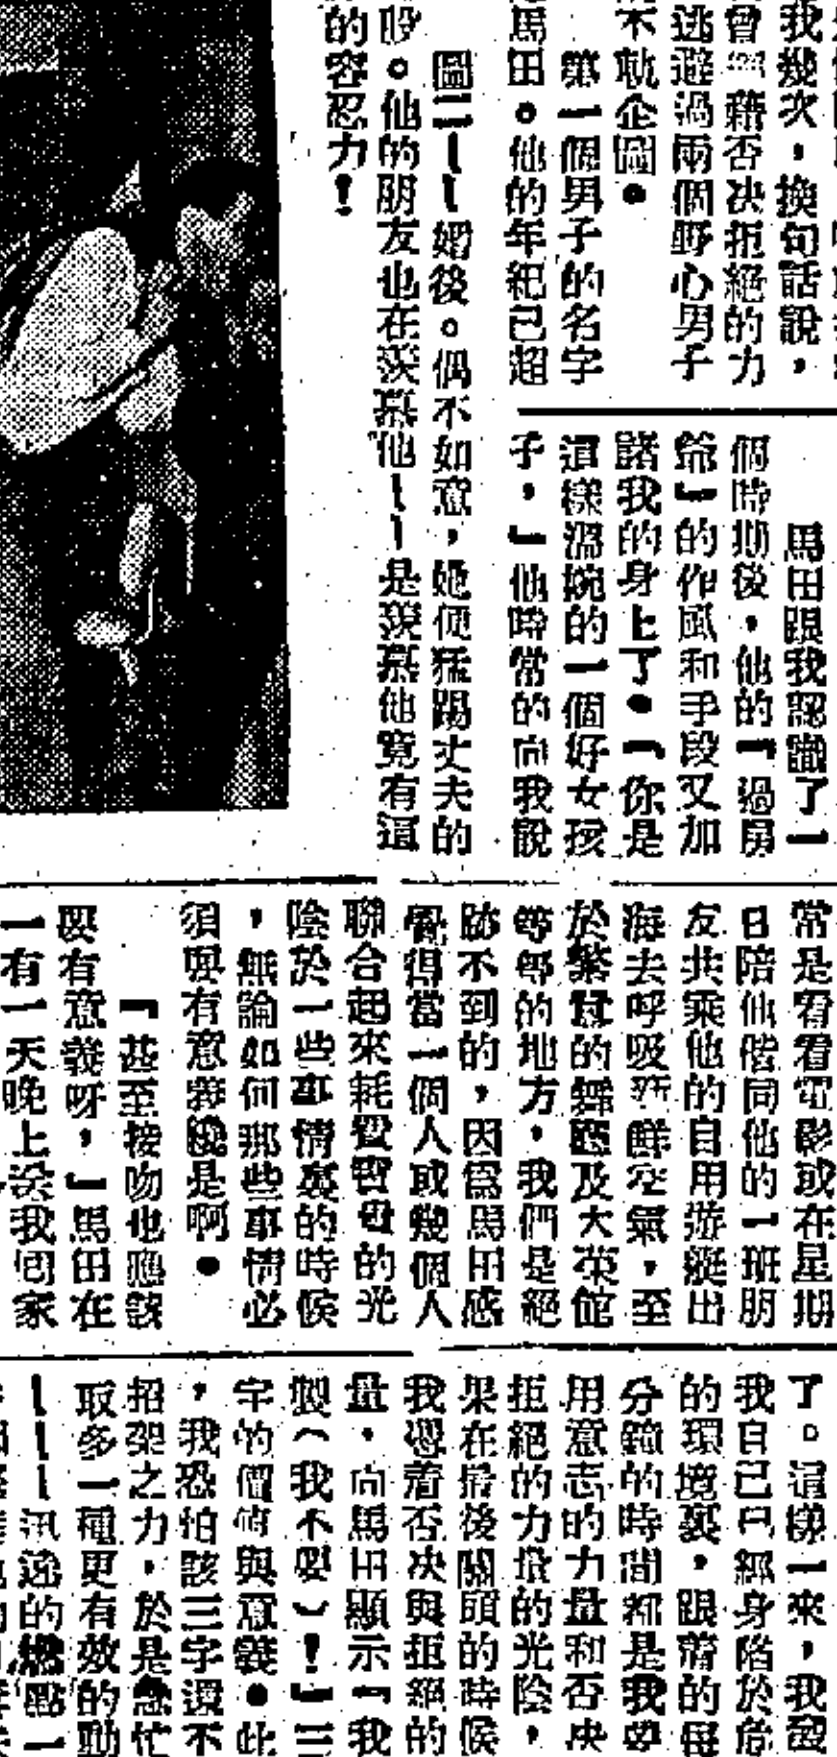 我幾次，換句話說，
曾無藉否决拒絕的力
逃避過兩個野心男子
不軌企圖。
第一個男子的名字
馬田。他的年紀已超
圖二——婚後。偶不如意，她便猛踢丈夫的
。他的朋友也在羨慕他——是羨慕他竟有這
的容忍力！
馬田跟我認識了一
個時期後，他的『過房
爺』的作風和手段又加
諸我的身上了。『你是
這樣溫婉的一個好女孩
子，』他時常的向我說
常是看看電影或在星期
日陪他偕同他的一班朋
友共乘他的自用遊艇出
海去呼吸新鮮空氣，至
於繁囂的舞廳及大菜館
等等的地方，我們是絕
跡不到的，因爲馬田感
覺得當一個人或幾個人
聯合起來耗費寶貴的光
陰於一些事情裏的時候
，無論如何那些事情必
須要有意義纔是啊。
『甚至接吻也應該
要有意義呀，』馬田在
有一天晚上送我回家
了。這樣一來，我
我自己已經身陷於危
的環境裏，跟着的每
分鐘的時間都是我要
用意志的力量和否决
拒絕的力量的光陰，
果在最後關頭的時候
我憑着否决與拒絕的
量，向馬田顯示『我
（我不要）！』三
字的價值與意義。此
，我恐怕該三字還不
招架之力，於是急忙
取多一種更有效的動
——迅速的燃點一